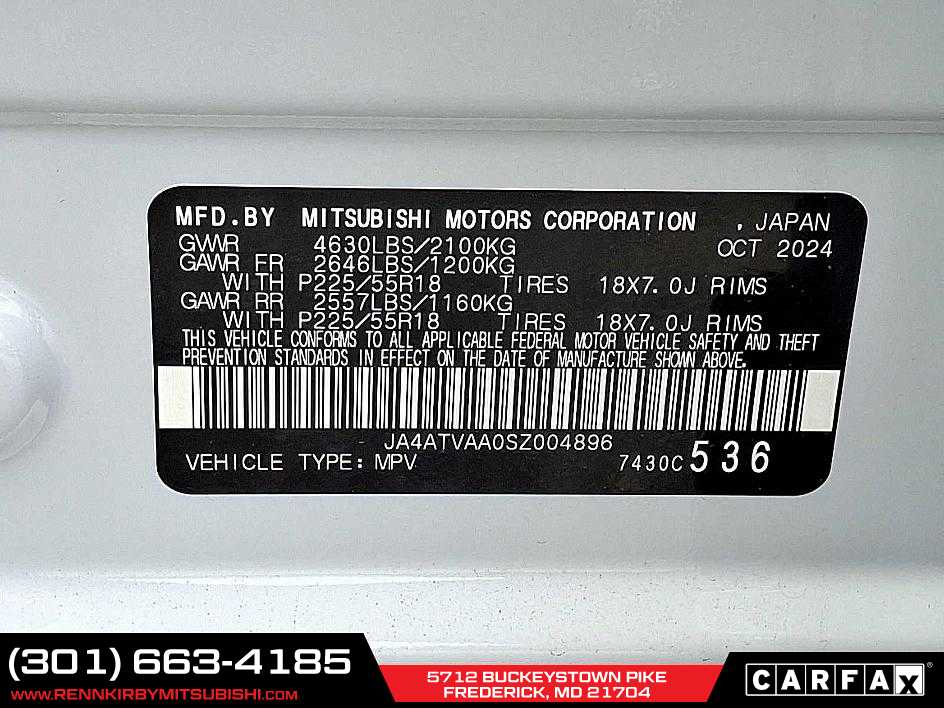 MFD.BY MITSUBISHI MOTORS CORPORATION , JAPAN
GVWR 4630LBS/2100KG OCT 2024
GAWR FR 2646LBS/1200KG
WITH P225/55R18 TIRES 18X7.0J RIMS
GAWR RR 2557LBS/1160KG
WITH P225/55R18 TIRES 18X7.0J RIMS
THIS VEHICLE CONFORMS TO ALL APPLICABLE FEDERAL MOTOR VEHICLE SAFETY AND THEFT
PREVENTION STANDARDS IN EFFECT ON THE DATE OF MANUFACTURE SHOWN ABOVE.
JA4ATVAA0SZ004896
VEHICLE TYPE: MPV 7430C 536
(301) 663-4185
WWW.RENNKIRBYMITSUBISHI.COM
5712 BUCKEYSTOWN PIKE
FREDERICK, MD 21704
CARFAX®